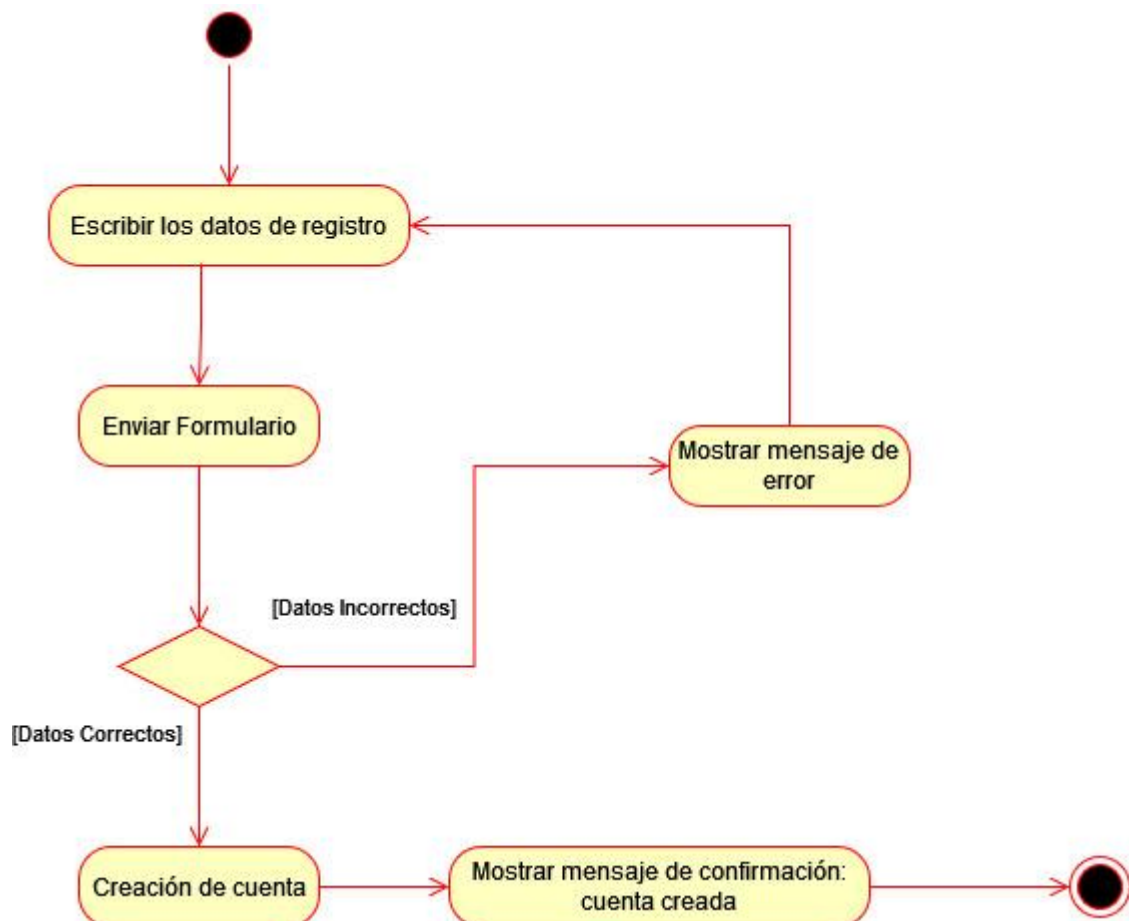 Escribir los datos de registro
Enviar Formulario
Mostrar mensaje de
error
[Datos Incorrectos]
[Datos Correctos]
Creación de cuenta
Mostrar mensaje de confirmación:
cuenta creada